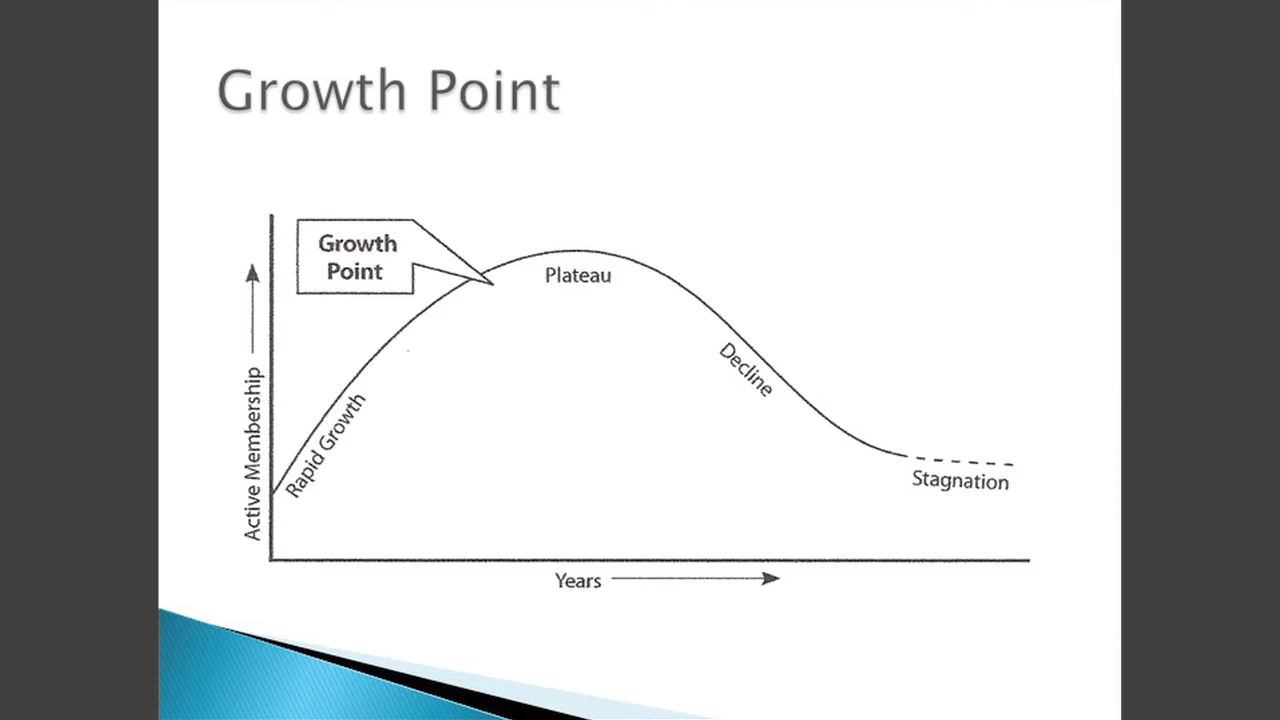 Growth Point
Growth
Point
Plateau
Decline
Rapid Growth
Active Membership
Stagnation
Years